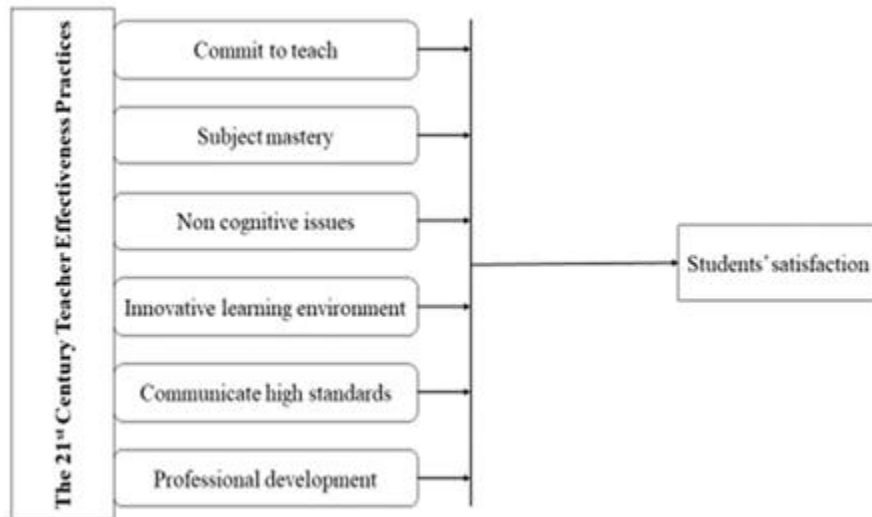 The 21st Century Teacher Effectiveness Practices
Commit to teach
Subject mastery
Non cognitive issues
Innovative learning environment
Communicate high standards
Professional development
Students' satisfaction